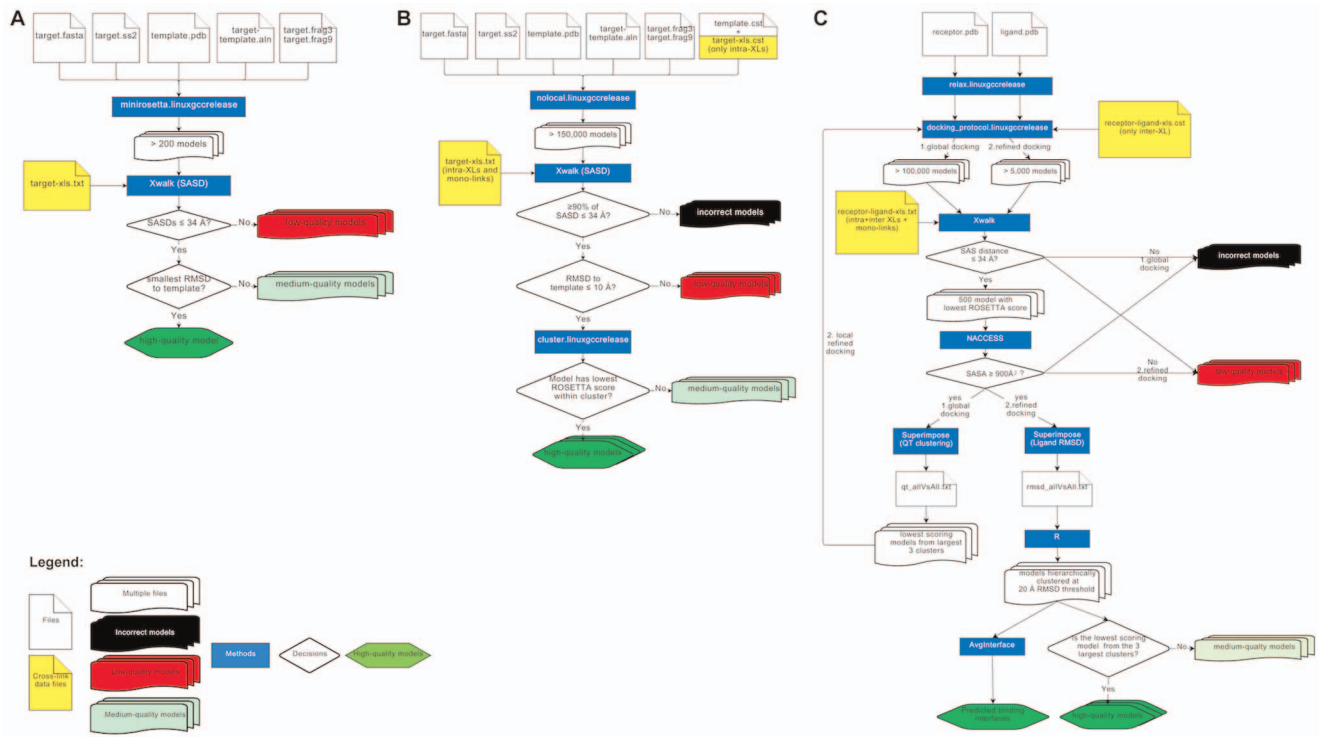 A
target.fasta
target.ss2
template.pdb
target-
template.aln
target.frag3
target.frag9
minirosetta.linuxgccrelease
> 200 models
target-xls.txt
Xwalk (SASD)
SASDs ≤ 34 Å?
No
low-quality models
Yes
smallest RMSD
to template?
No
medium-quality models
Yes
high-quality model
B
target.fasta
target.ss2
template.pdb
target-
template.aln
target.frag3
target.frag9
template.cst
+
target-xls.cst
(only intra-XLs)
nolocal.linuxgccrelease
> 150,000 models
target-xls.txt
(intra-XLs and
mono-links)
Xwalk (SASD)
≥90% of
SASD ≤ 34 Å?
No
incorrect models
Yes
RMSD to
template ≤ 10 Å?
No
low-quality models
Yes
cluster.linuxgccrelease
Model has lowest
ROSETTA score
within cluster?
No
medium-quality models
Yes
high-quality models
C
receptor.pdb
ligand.pdb
relax.linuxgccrelease
docking_protocol.linuxgccrelease
receptor-ligand-xls.cst
(only inter-XL)
1.global docking
2.refined docking
> 100,000 models
> 5,000 models
receptor-ligand-xls.txt
(intra+inter XLs +
mono-links)
Xwalk
SAS distance
≤ 34 Å?
No
1.global
docking
incorrect models
Yes
500 model with
lowest ROSETTA score
2. local
refined
docking
NACCESS
SASA ≥ 900Å² ?
No
2.refined
docking
low-quality models
yes
1.global
docking
yes
2.refined
docking
Superimpose
(QT clustering)
Superimpose
(Ligand RMSD)
qt_allVsAll.txt
rmsd_allVsAll.txt
lowest scoring
models from largest
3 clusters
R
models hierarchically
clustered at
20 Å RMSD threshold
AvgInterface
Is the lowest scoring
model from the 3
largest clusters?
No
medium-quality models
Yes
Predicted binding
interfaces
high-quality models
Legend:
Files
Multiple files
Incorrect models
Cross-link
data files
Low-quality models
Medium-quality models
Methods
Decisions
High-quality models